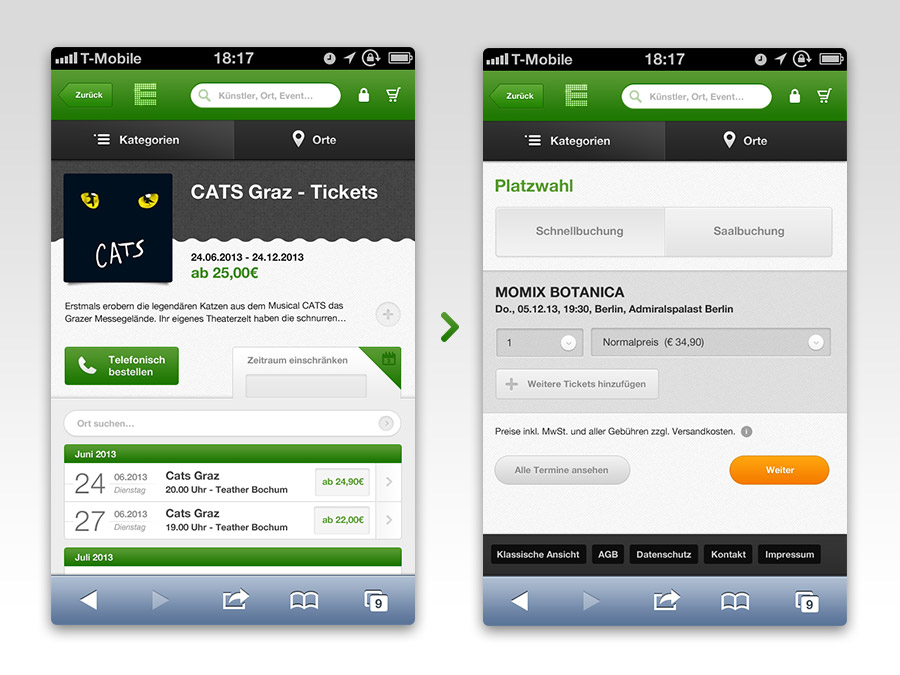 T-Mobile 18:17
Zurück
Künstler, Ort, Event...
Kategorien Orte
CATS Graz - Tickets
CATS
24.06.2013 - 24.12.2013
ab 25,00€
Erstmals erobern die legendären Katzen aus dem Musical CATS das
Grazer Messegelände. Ihr eigenes Theaterzelt haben die schnurren...
Telefonisch
bestellen
Zeitraum einschränken
Ort suchen...
Juni 2013
24 06.2013 Dienstag
Cats Graz
20.00 Uhr - Teather Bochum
ab 24,90€
27 06.2013 Dienstag
Cats Graz
19.00 Uhr - Teather Bochum
ab 22,00€
Juli 2013
9
T-Mobile 18:17
Zurück
Künstler, Ort, Event...
Kategorien Orte
Platzwahl
Schnellbuchung Saalbuchung
MOMIX BOTANICA
Do., 05.12.13, 19:30, Berlin, Admiralspalast Berlin
1 Normalpreis (€ 34,90)
Weitere Tickets hinzufügen
Preise inkl. MwSt. und aller Gebühren zzgl. Versandkosten.
Alle Termine ansehen Weiter
Klassische Ansicht AGB Datenschutz Kontakt Impressum
9